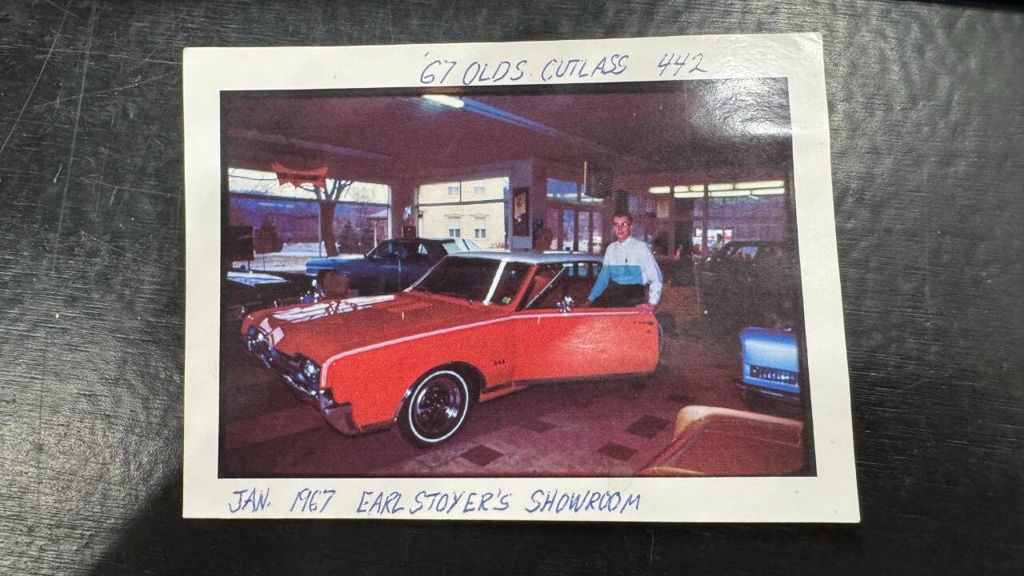 '67 OLDS. CUTLASS 442
JAN. 1967 EARL STOYER'S SHOWROOM